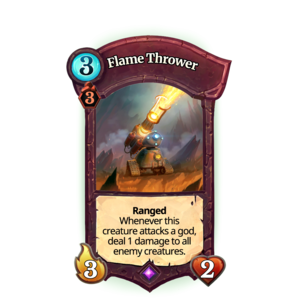 3
Flame Thrower
3
Ranged
Whenever this
creature attacks a god,
deal 1 damage to all
enemy creatures.
3
2